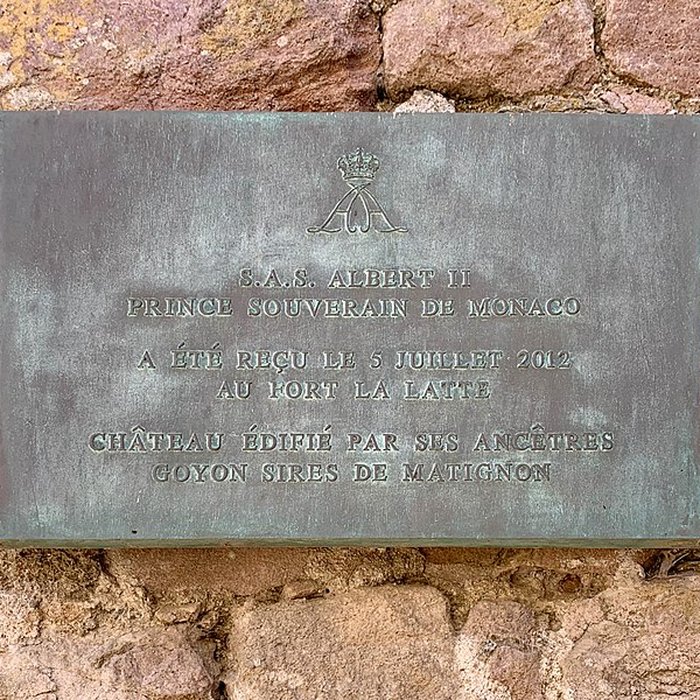 S.A.S. ALBERT II
PRINCE SOUVERAIN DE MONACO
A ÉTÉ REÇU LE 5 JUILLET 2012
AU FORT LA LATTE
CHÂTEAU ÉDIFIÉ PAR SES ANCÊTRES
GOYON SIRES DE MATIGNON